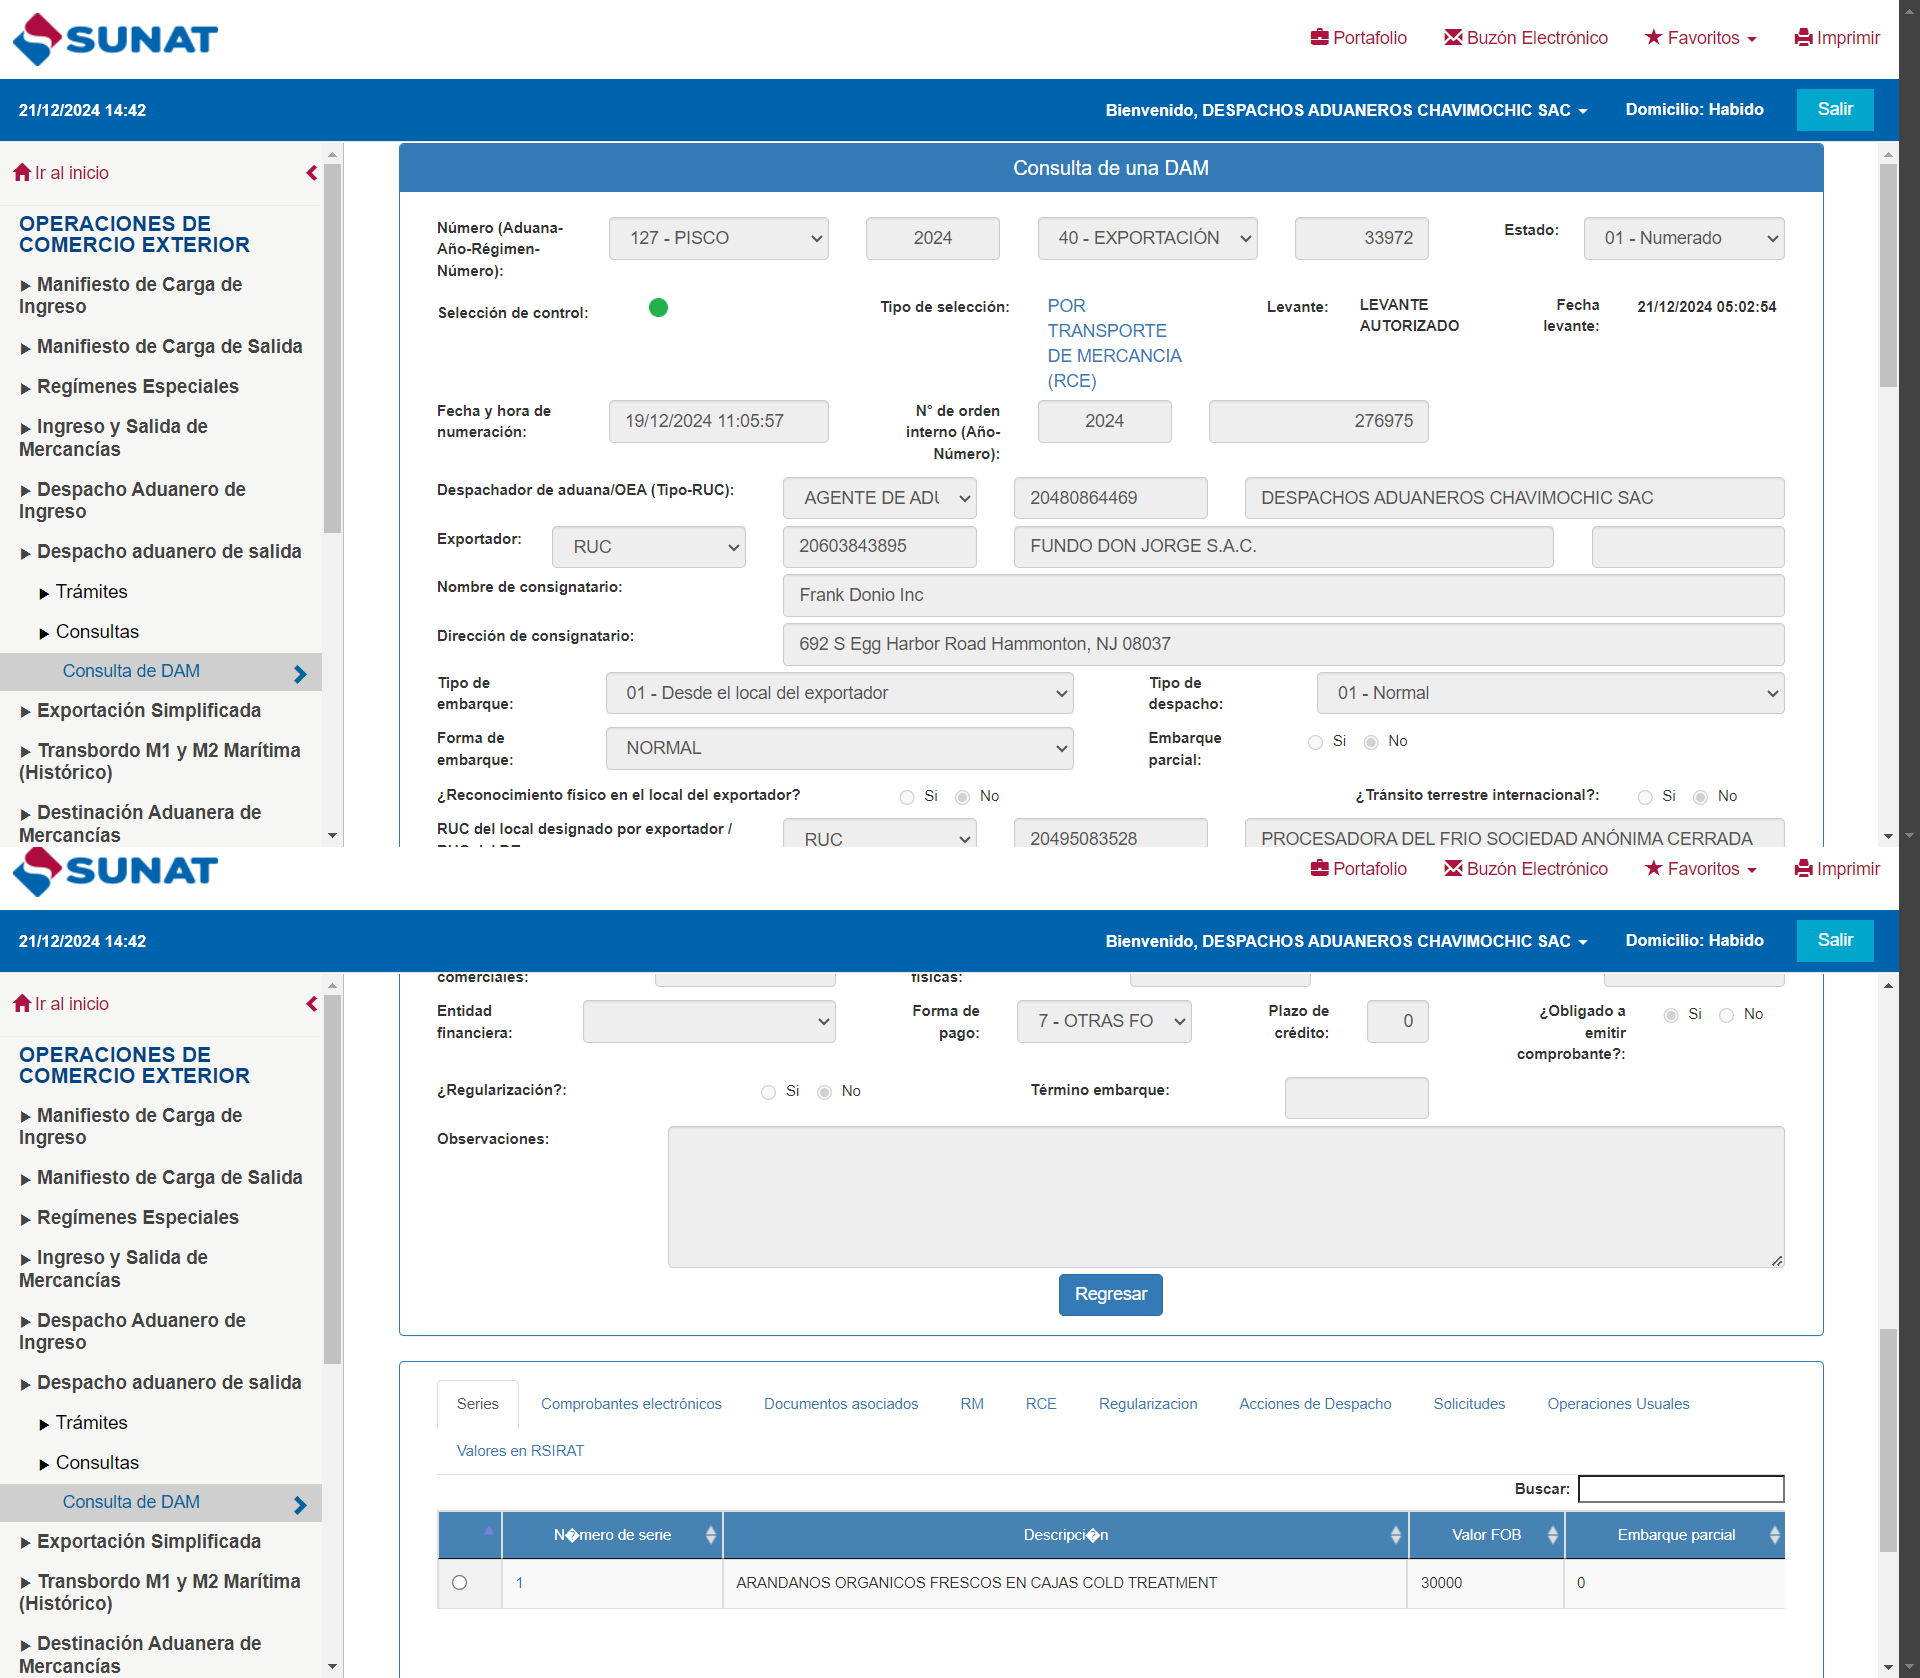 SUNAT
Portafolio Buzón Electrónico Favoritos Imprimir
21/12/2024 14:42 Bienvenido, DESPACHOS ADUANEROS CHAVIMOCHIC SAC Domicilio: Habido Salir
Ir al inicio
OPERACIONES DE
COMERCIO EXTERIOR
Manifiesto de Carga de
Ingreso
Manifiesto de Carga de Salida
Regímenes Especiales
Ingreso y Salida de
Mercancías
Despacho Aduanero de
Ingreso
Despacho aduanero de salida
Trámites
Consultas
Consulta de DAM
Exportación Simplificada
Transbordo M1 y M2 Marítima
(Histórico)
Destinación Aduanera de
Mercancías
Consulta de una DAM
Número (Aduana-
Año-Régimen-
Número):
127 - PISCO 2024 40 - EXPORTACIÓN 33972 Estado: 01 - Numerado
Selección de control: Tipo de selección: POR
TRANSPORTE
DE MERCANCIA
(RCE)
Levante: LEVANTE
AUTORIZADO
Fecha
levante:
21/12/2024 05:02:54
Fecha y hora de
numeración:
19/12/2024 11:05:57
N° de orden
interno (Año-
Número):
2024 276975
Despachador de aduana/OEA (Tipo-RUC): AGENTE DE ADU 20480864469 DESPACHOS ADUANEROS CHAVIMOCHIC SAC
Exportador: RUC 20603843895 FUNDO DON JORGE S.A.C.
Nombre de consignatario: Frank Donio Inc
Dirección de consignatario: 692 S Egg Harbor Road Hammonton, NJ 08037
Tipo de
embarque:
01 - Desde el local del exportador
Tipo de
despacho:
01 - Normal
Forma de
embarque:
NORMAL
Embarque
parcial:
Si No
¿Reconocimiento físico en el local del exportador? Si No ¿Tránsito terrestre internacional?: Si No
RUC del local designado por exportador /
RUC 20495083528 PROCESADORA DEL FRIO SOCIEDAD ANÓNIMA CERRADA
SUNAT
Portafolio Buzón Electrónico Favoritos Imprimir
21/12/2024 14:42 Bienvenido, DESPACHOS ADUANEROS CHAVIMOCHIC SAC Domicilio: Habido Salir
Ir al inicio
OPERACIONES DE
COMERCIO EXTERIOR
Manifiesto de Carga de
Ingreso
Manifiesto de Carga de Salida
Regímenes Especiales
Ingreso y Salida de
Mercancías
Despacho Aduanero de
Ingreso
Despacho aduanero de salida
Trámites
Consultas
Consulta de DAM
Exportación Simplificada
Transbordo M1 y M2 Marítima
(Histórico)
Destinación Aduanera de
Mercancías
comerciales: físicas:
Entidad
financiera:
Forma de
pago:
7 - OTRAS FO
Plazo de
crédito:
0
¿Obligado a
emitir
comprobante?:
Si No
¿Regularización?: Si No Término embarque:
Observaciones:
Regresar
Series Comprobantes electrónicos Documentos asociados RM RCE Regularizacion Acciones de Despacho Solicitudes Operaciones Usuales
Valores en RSIRAT
Buscar:
N�mero de serie Descripci�n Valor FOB Embarque parcial
1 ARANDANOS ORGANICOS FRESCOS EN CAJAS COLD TREATMENT 30000 0